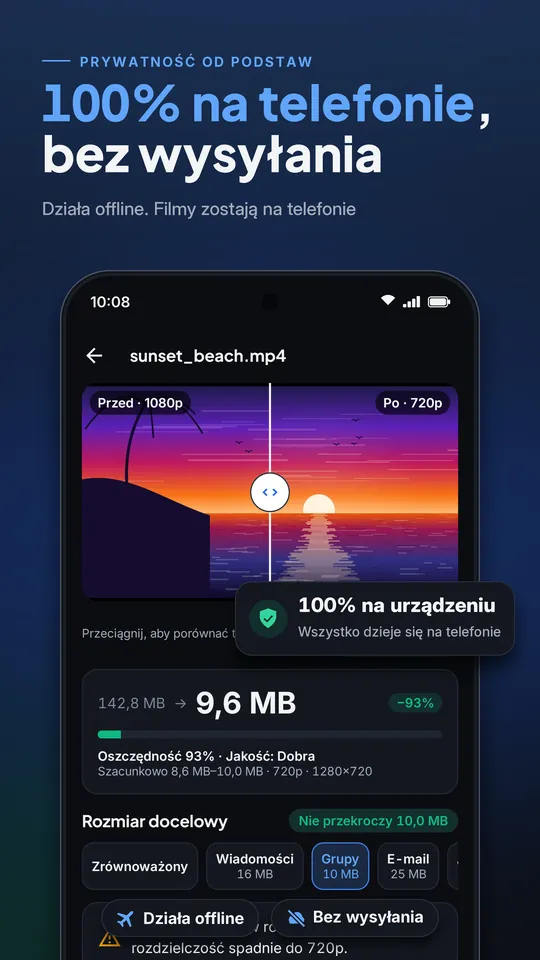 PRYWATNOŚĆ OD PODSTAW
100% na telefonie,
bez wysyłania
Działa offline. Filmy zostają na telefonie
10:08
sunset_beach.mp4
Przed · 1080p
Po · 720p
100% na urządzeniu
Wszystko dzieje się na telefonie
Przeciągnij, aby porównać
142,8 MB → 9,6 MB
−93%
Oszczędność 93% · Jakość: Dobra
Szacunkowo 8,6 MB–10,0 MB · 720p · 1280×720
Rozmiar docelowy
Nie przekroczy 10,0 MB
Zrównoważony
Wiadomości
16 MB
Grupy
10 MB
E-mail
25 MB
Działa offline
Bez wysyłania
rozdzielczość spadnie do 720p.